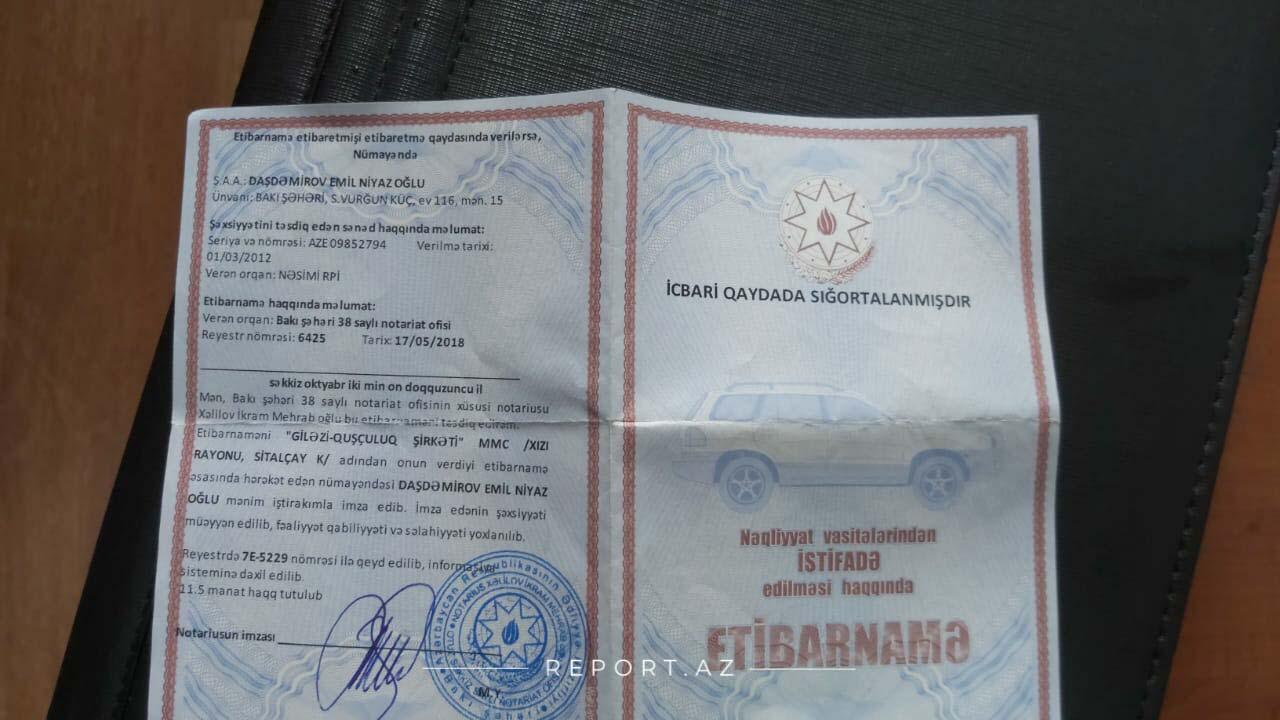 Etibarnamə etibaretmişi etibaretmə qaydasında verilərsə,
Nümayəndə
S.A.A.: DAŞDƏMİROV EMİL NİYAZ OĞLU
Ünvanı: BAKI ŞƏHƏRİ, S.VURĞUN KÜÇ, ev 116, mən. 15
Şəxsiyyətini təsdiq edən sənəd haqqında məlumat:
Seriya və nömrəsi: AZE 09852794 Verilmə tarixi:
01/03/2012
Verən orqan: NƏSİMİ RPİ
Etibarnamə haqqında məlumat:
Verən orqan: Bakı şəhəri 38 saylı notariat ofisi
Reyestr nömrəsi: 6425 Tarix: 17/05/2018
səkkiz oktyabr iki min on doqquzuncu il
Mən, Bakı şəhəri 38 saylı notariat ofisinin xüsusi notariusu
Xəlilov İkram Mehrab oğlu bu etibarnaməni təsdiq edirəm.
Etibarnaməni "GİLƏZİ-QUŞÇULUQ ŞİRKƏTİ" MMC /XIZI
RAYONU, SİTALÇAY K/ adından onun verdiyi etibarnamə
əsasında hərəkət edən nümayəndəsi DAŞDƏMİROV EMİL NİYAZ
OĞLU mənim iştirakımla imza edib. İmza edənin şəxsiyyəti
müəyyən edilib, fəaliyyət qabiliyyəti və səlahiyyəti yoxlanılıb.
Reyestrdə 7E-5229 nömrəsi ilə qeyd edilib, informasiya
sisteminə daxil edilib.
11.5 manat haqq tutulub
Notariusun imzası
M.Y.
İCBARİ QAYDADA SIĞORTALANMIŞDIR
Nəqliyyat vasitələrindən
İSTİFADƏ
edilməsi haqqında
ETİBARNAMƏ
REPORT.AZ